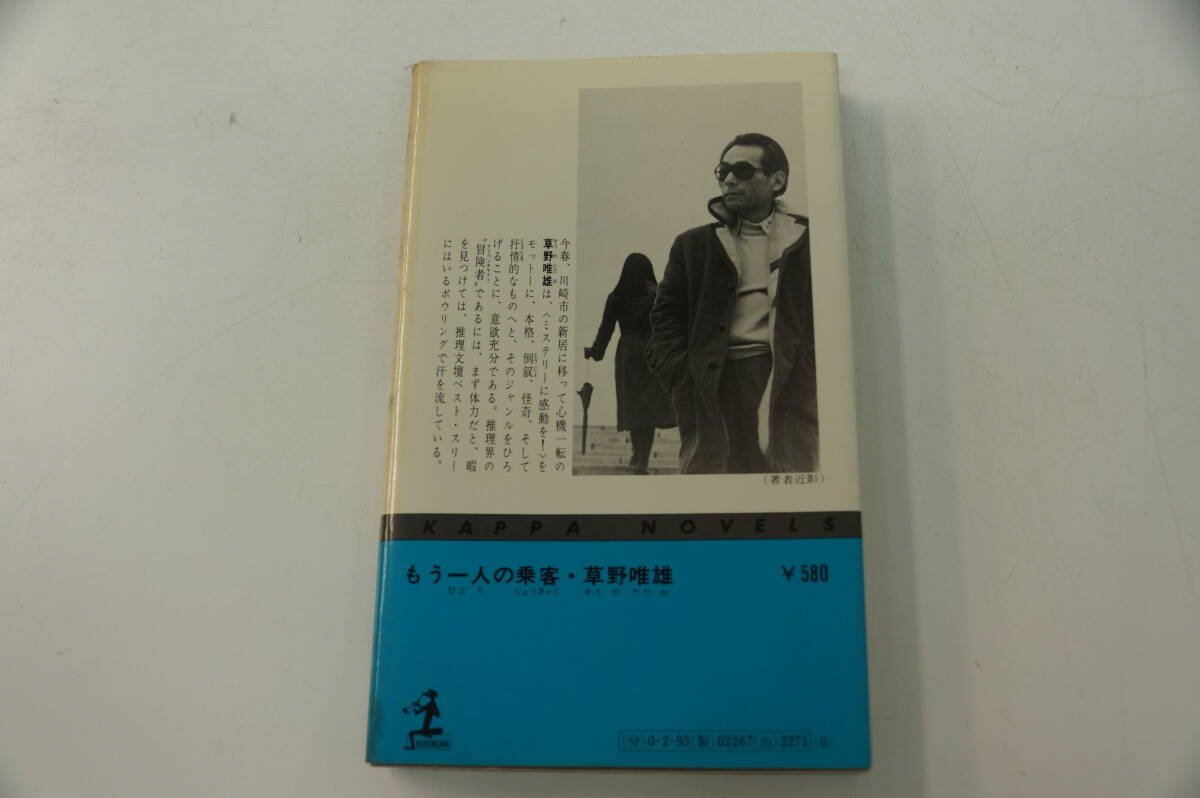 今春、川崎市の新居に移って心機一転の
草野唯雄は、〈ミステリーに感動を!〉を
モットーに、本格、倒叙、怪奇、そして
抒情的なものへと、そのジャンルをひろ
げることに、意欲充分である。推理界の
“冒険者”であるには、まず体力だと、暇
を見つけては、推理文壇ベスト・スリー
にはいるボウリングで汗を流している。
(著者近影)
KAPPA NOVELS
もう一人の乗客・草野唯雄 ¥580
ひとり じょうきゃく そうのただお
KOBUNSHA
(分)0-2-93(製)02267(出)2271(0)